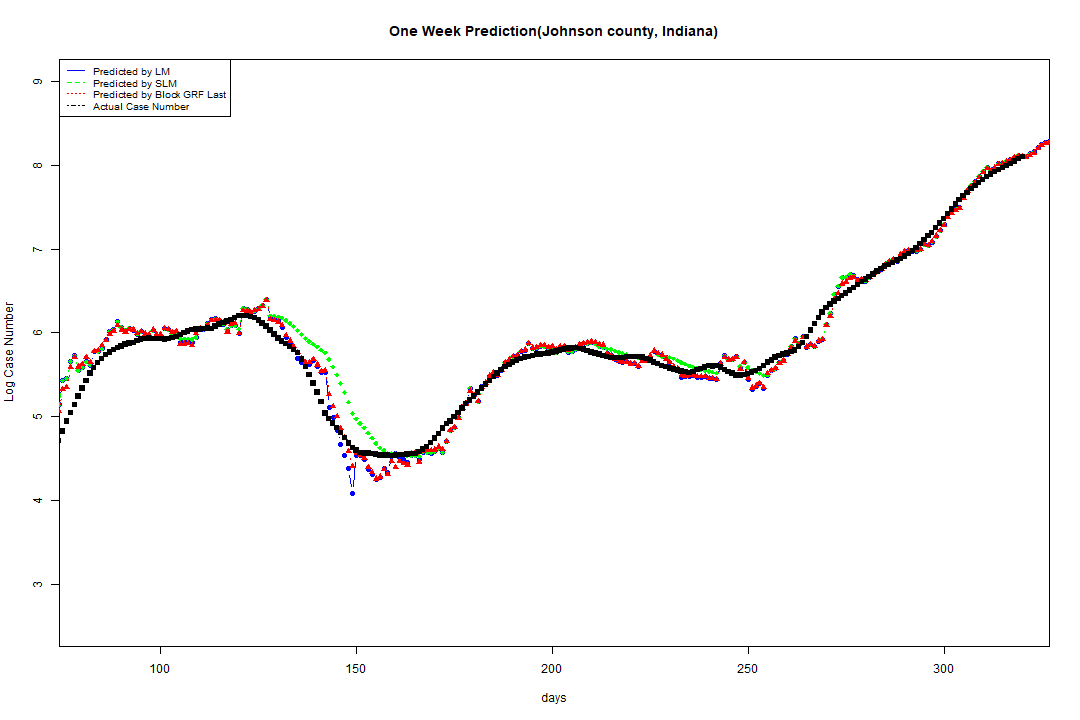 One Week Prediction(Johnson county, Indiana)
Predicted by LM
Predicted by SLM
Predicted by Block GRF Last
Actual Case Number
Log Case Number
9
8
7
6
5
4
3
100 150 200 250 300
days